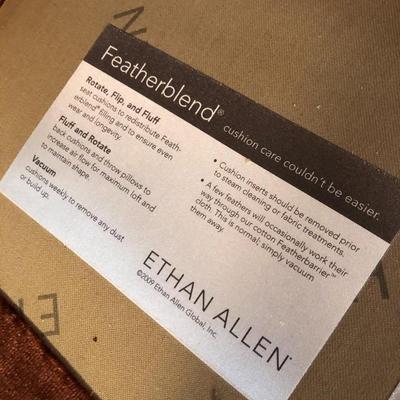 Featherblend® cushion care couldn't be easier.
Rotate, Flip, and Fluff
seat cushions to redistribute Feath-
erblend® filling and to ensure even
wear and longevity.
Fluff and Rotate
back cushions and throw pillows to
increase air flow for maximum loft and
to maintain shape.
Vacuum
cushions weekly to remove any dust
or build up.
• Cushion inserts should be removed prior
to steam cleaning or fabric treatments.
• A few feathers will occasionally work their
way through our cotton Featherbarrier™
cloth. This is normal; simply vacuum
them away.
ETHAN ALLEN®
©2009 Ethan Allen Global, Inc.